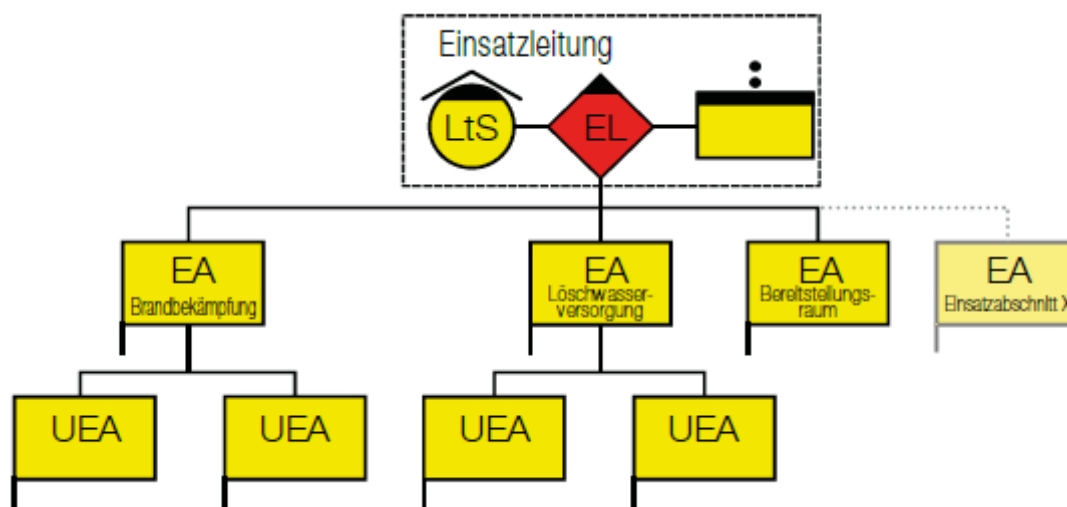 Einsatzleitung
LtS
EL
EA
Brandbekämpfung
EA
Löschwasser-
versorgung
EA
Bereitstellungs-
raum
EA
Einsatzabschnitt X
UEA
UEA
UEA
UEA